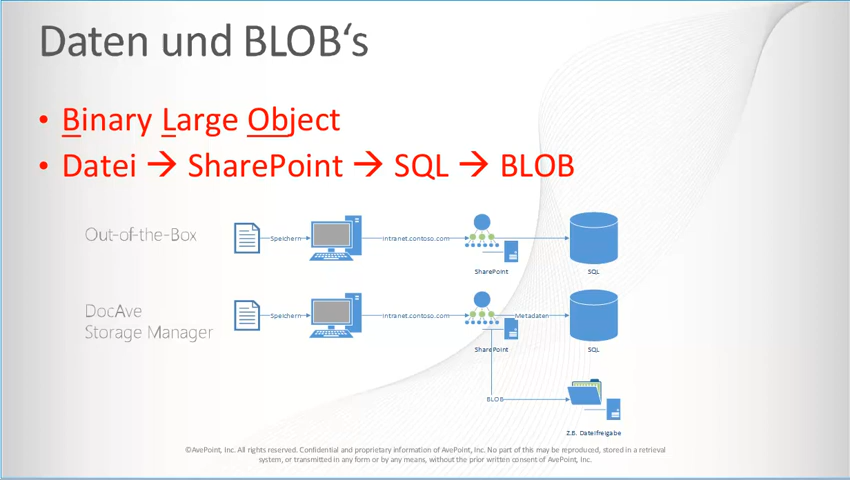 Daten und BLOB‘s
• Binary Large Object
• Datei → SharePoint → SQL → BLOB
Out-of-the-Box
Speichern
intranet.contoso.com
SharePoint
SQL
DocAve
Storage Manager
Speichern
intranet.contoso.com
Metadaten
SharePoint
SQL
BLOB
Z.B. Dateifreigabe
©AvePoint, Inc. All rights reserved. Confidential and proprietary information of AvePoint, Inc. No part of this may be reproduced, stored in a retrieval
system, or transmitted in any form or by any means, without the prior written consent of AvePoint, Inc.